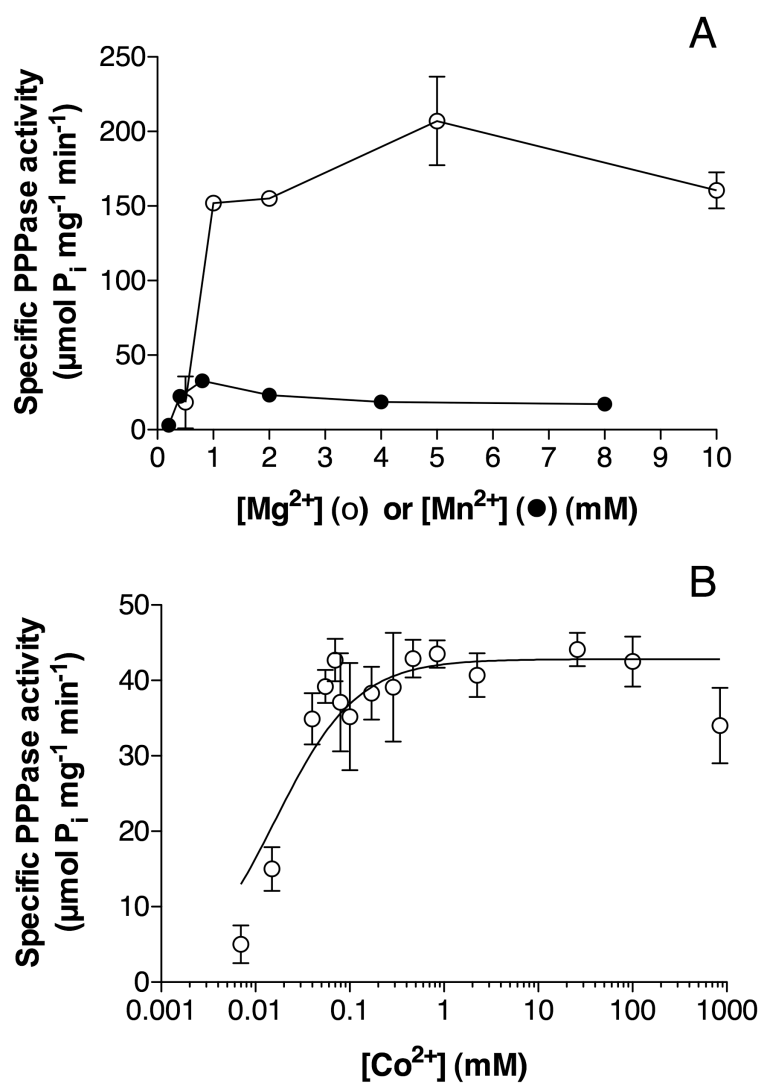 A
250
200
150
100
50
0
Specific PPPase activity
(µmol Pi mg-1 min-1)
0 1 2 3 4 5 6 7 8 9 10
[Mg2+] (o) or [Mn2+] (●) (mM)
B
50
40
30
20
10
0
Specific PPPase activity
(µmol Pi mg-1 min-1)
0.001 0.01 0.1 1 10 100 1000
[Co2+] (mM)